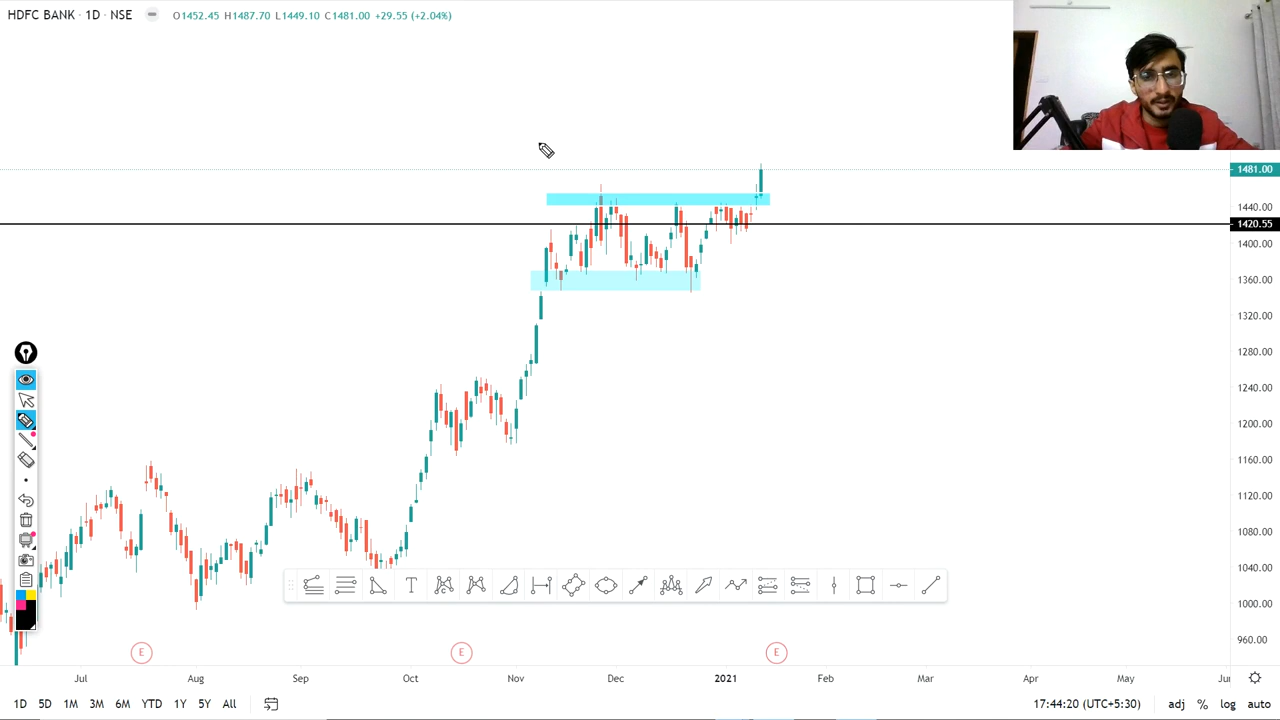 HDFC BANK · 1D · NSE
O1452.45 H1487.70 L1449.10 C1481.00 +29.55 (+2.04%)
1481.00
1440.00
1420.55
1400.00
1360.00
1320.00
1280.00
1240.00
1200.00
1160.00
1120.00
1080.00
1040.00
1000.00
960.00
T
C
E E E
Jul Aug Sep Oct Nov Dec 2021 Feb Mar Apr May Jun
1D 5D 1M 3M 6M YTD 1Y 5Y All
17:44:20 (UTC+5:30) adj % log auto